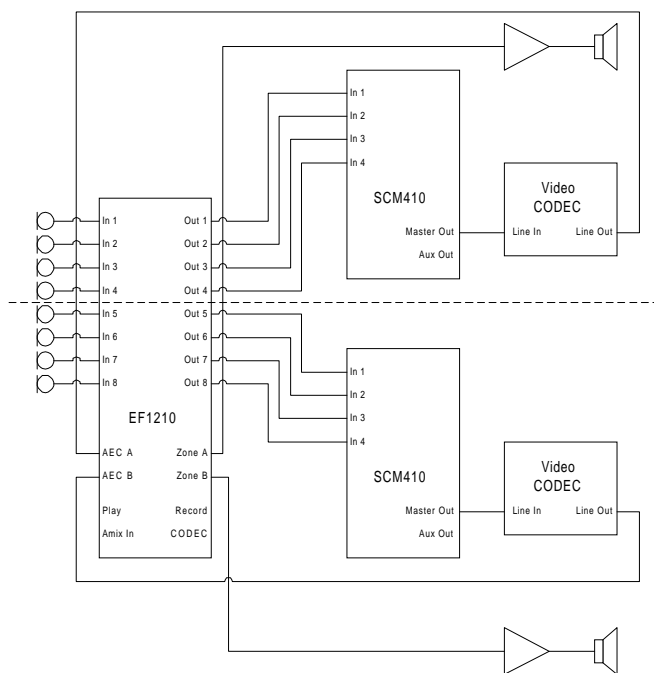 In 1
In 2
In 3
In 4
SCM410
Master Out
Aux Out
Video
CODEC
Line In Line Out
In 1 Out 1
In 2 Out 2
In 3 Out 3
In 4 Out 4
In 5 Out 5
In 6 Out 6
In 7 Out 7
In 8 Out 8
EF1210
AEC A Zone A
AEC B Zone B
Play Record
Amix In CODEC
In 1
In 2
In 3
In 4
SCM410
Master Out
Aux Out
Video
CODEC
Line In Line Out